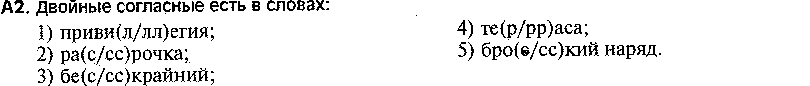 А2. Двойные согласные есть в словах:
1) приви(л/лл)егия;
2) ра(с/сс)рочка;
3) бе(с/сс)крайний;
4) те(р/рр)аса;
5) бро(с/сс)кий наряд.